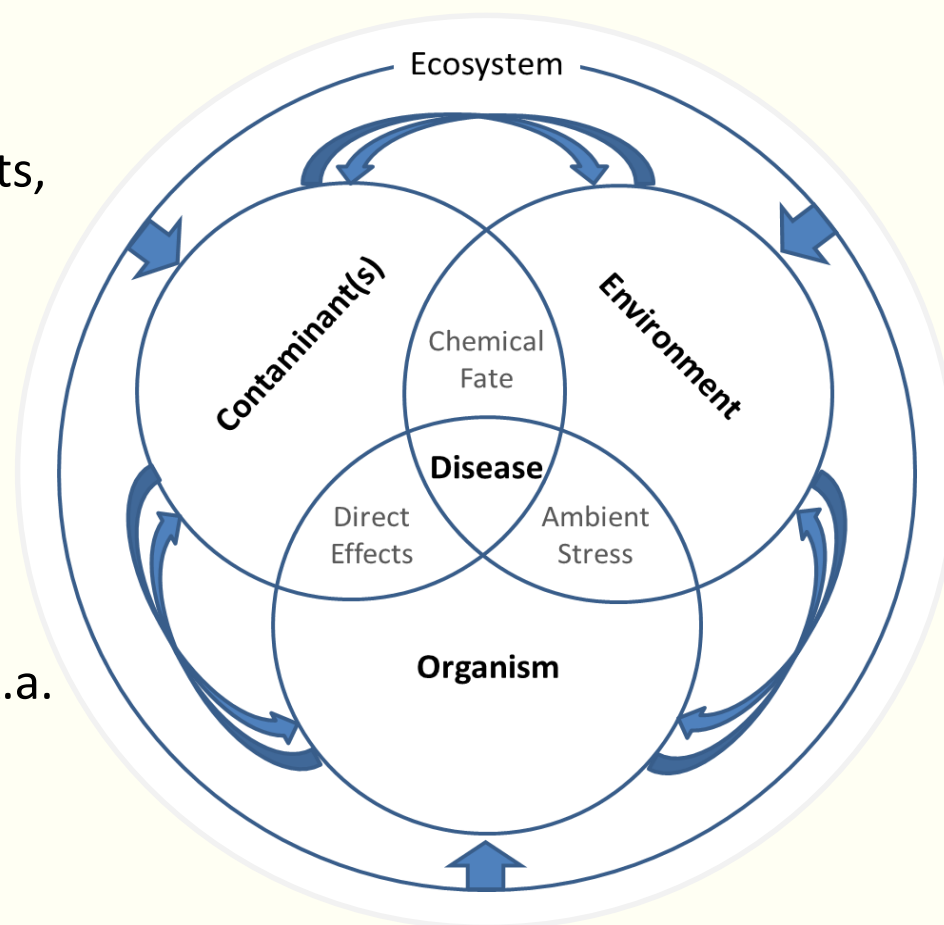 Ecosystem
ts,
Contaminant(s)
Environment
Chemical
Fate
Disease
Direct
Effects
Ambient
Stress
Organism
.a.